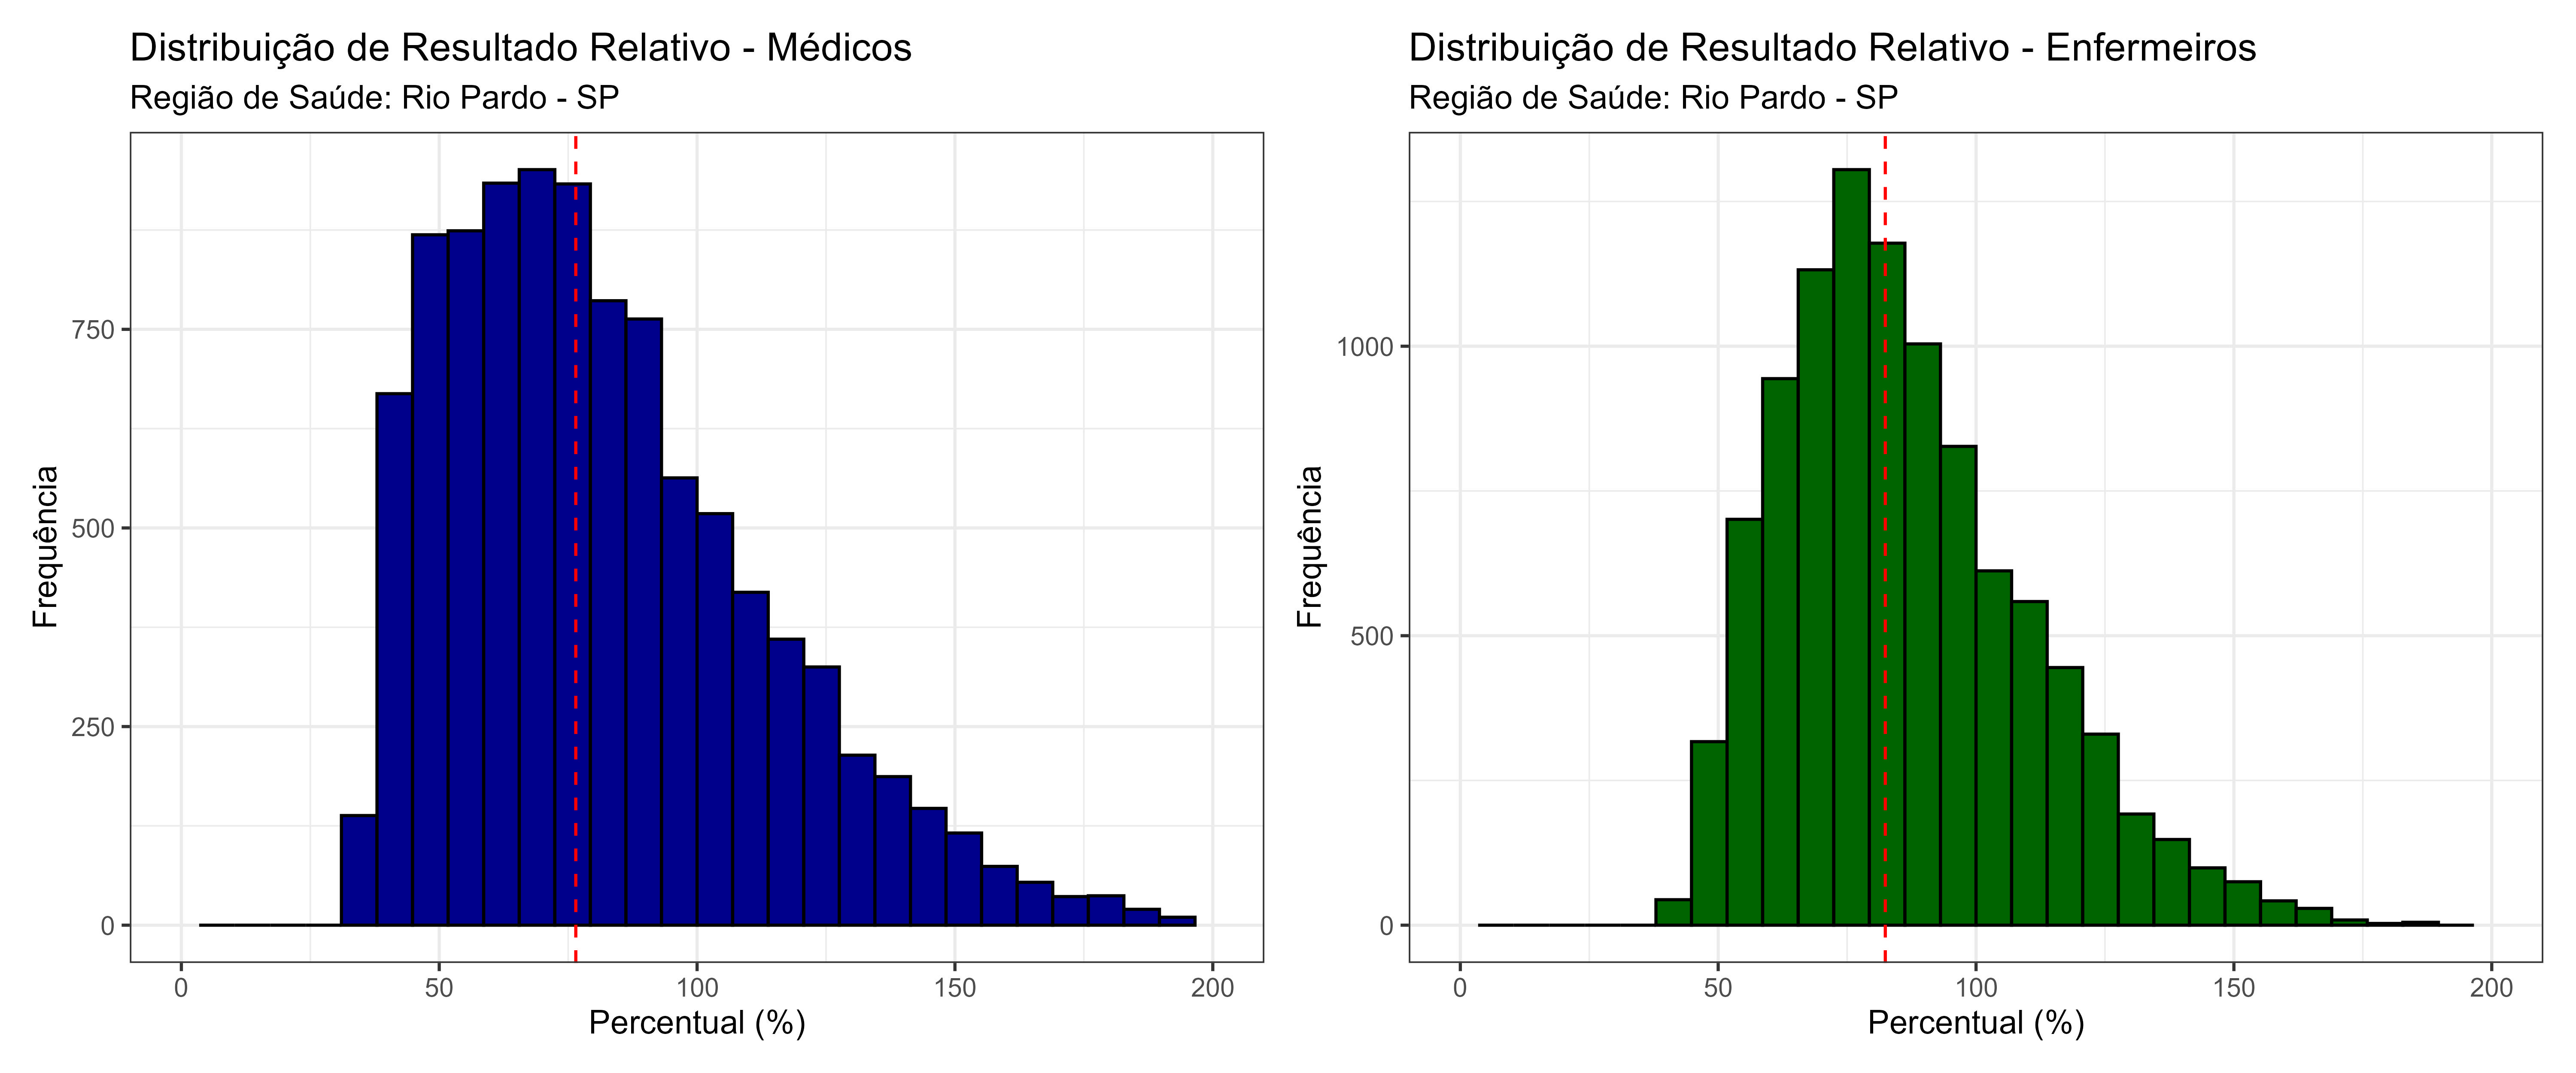 Distribuição de Resultado Relativo - Médicos
Região de Saúde: Rio Pardo - SP
Frequência
750
500
250
0
0 50 100 150 200
Percentual (%)
Distribuição de Resultado Relativo - Enfermeiros
Região de Saúde: Rio Pardo - SP
Frequência
1000
500
0
0 50 100 150 200
Percentual (%)